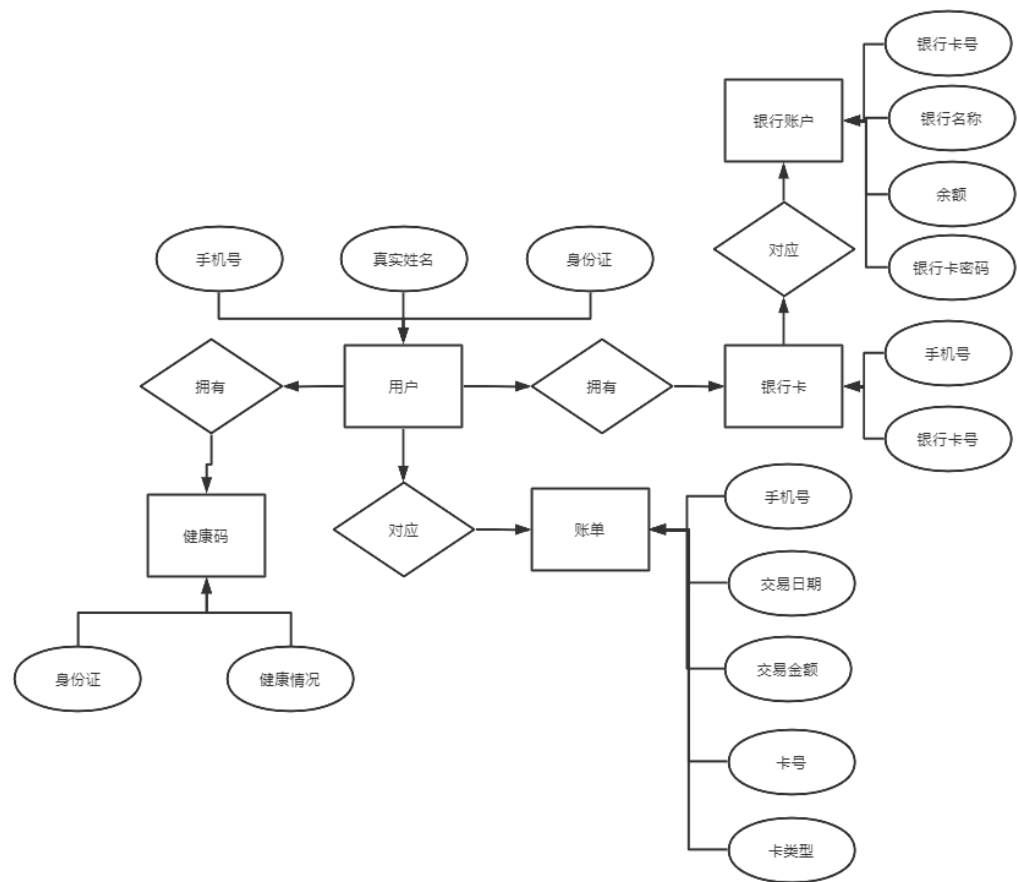 银行卡号
银行账户
银行名称
余额
对应
银行卡密码
手机号
真实姓名
身份证
手机号
拥有
用户
拥有
银行卡
银行卡号
手机号
健康码
对应
账单
交易日期
身份证
健康情况
交易金额
卡号
卡类型